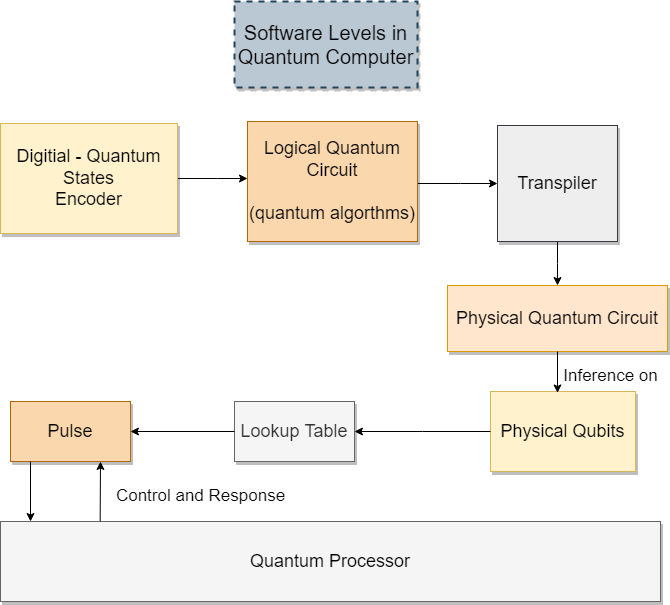 Software Levels in
Quantum Computer
Digitial - Quantum
States
Encoder
Logical Quantum
Circuit
(quantum algorthms)
Transpiler
Physical Quantum Circuit
Inference on
Physical Qubits
Lookup Table
Pulse
Control and Response
Quantum Processor